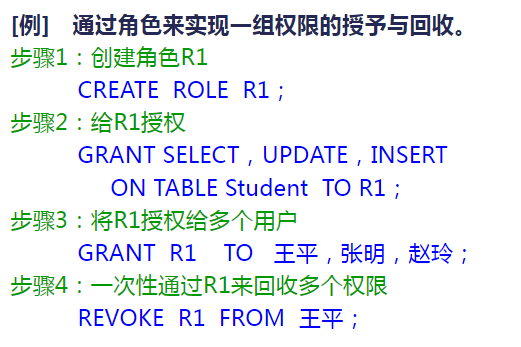 [例]  通过角色来实现一组权限的授予与回收。
步骤1：创建角色R1
CREATE ROLE R1；
步骤2：给R1授权
GRANT SELECT，UPDATE，INSERT
ON TABLE Student TO R1；
步骤3：将R1授权给多个用户
GRANT R1 TO 王平，张明，赵玲；
步骤4：一次性通过R1来回收多个权限
REVOKE R1 FROM 王平；